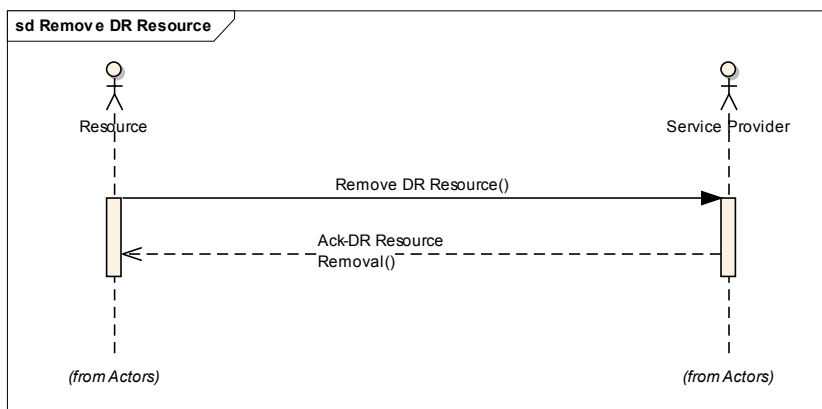 sd Remove DR Resource
Resource
Service Provider
Remove DR Resource()
Ack-DR Resource
Removal()
(from Actors)
(from Actors)